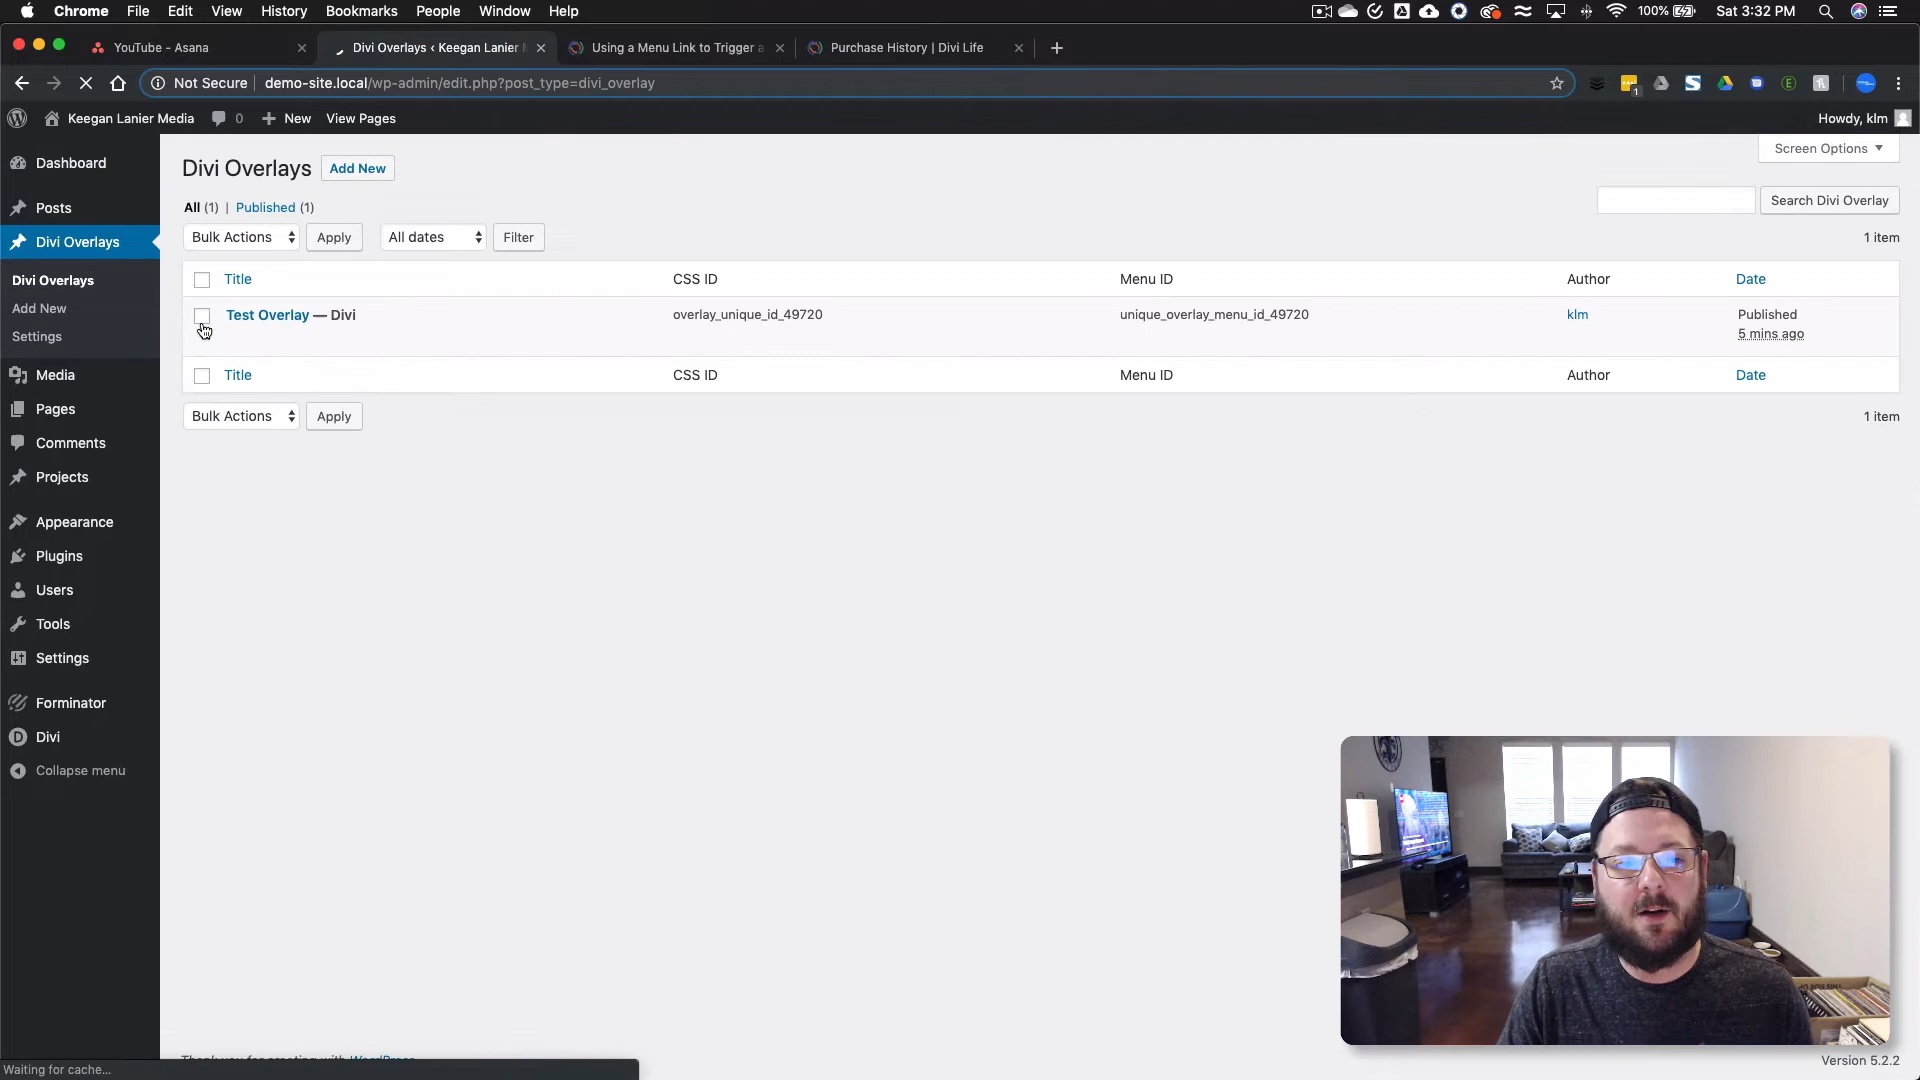 Chrome File Edit View History Bookmarks People Window Help
100% Sat 3:32 PM
YouTube - Asana
Divi Overlays ‹ Keegan Lanier
Using a Menu Link to Trigger a
Purchase History | Divi Life
Not Secure demo-site.local/wp-admin/edit.php?post_type=divi_overlay
Keegan Lanier Media 0 New View Pages Howdy, klm
Dashboard
Posts
Divi Overlays
Divi Overlays
Add New
Settings
Media
Pages
Comments
Projects
Appearance
Plugins
Users
Tools
Settings
Forminator
Divi
Collapse menu
Divi Overlays Add New
Screen Options
All (1) | Published (1)
Search Divi Overlay
Bulk Actions Apply All dates Filter 1 item
Title CSS ID Menu ID Author Date
Test Overlay — Divi overlay_unique_id_49720 unique_overlay_menu_id_49720 klm Published
5 mins ago
Title CSS ID Menu ID Author Date
Bulk Actions Apply 1 item
Thank you for creating with WordPress
Version 5.2.2
Waiting for cache...